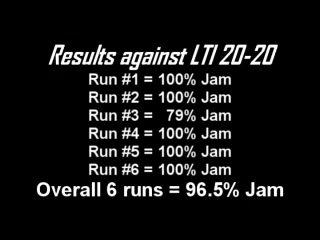 Results against LTI 20-20
Run #1 = 100% Jam
Run #2 = 100% Jam
Run #3 = 79% Jam
Run #4 = 100% Jam
Run #5 = 100% Jam
Run #6 = 100% Jam
Overall 6 runs = 96.5% Jam